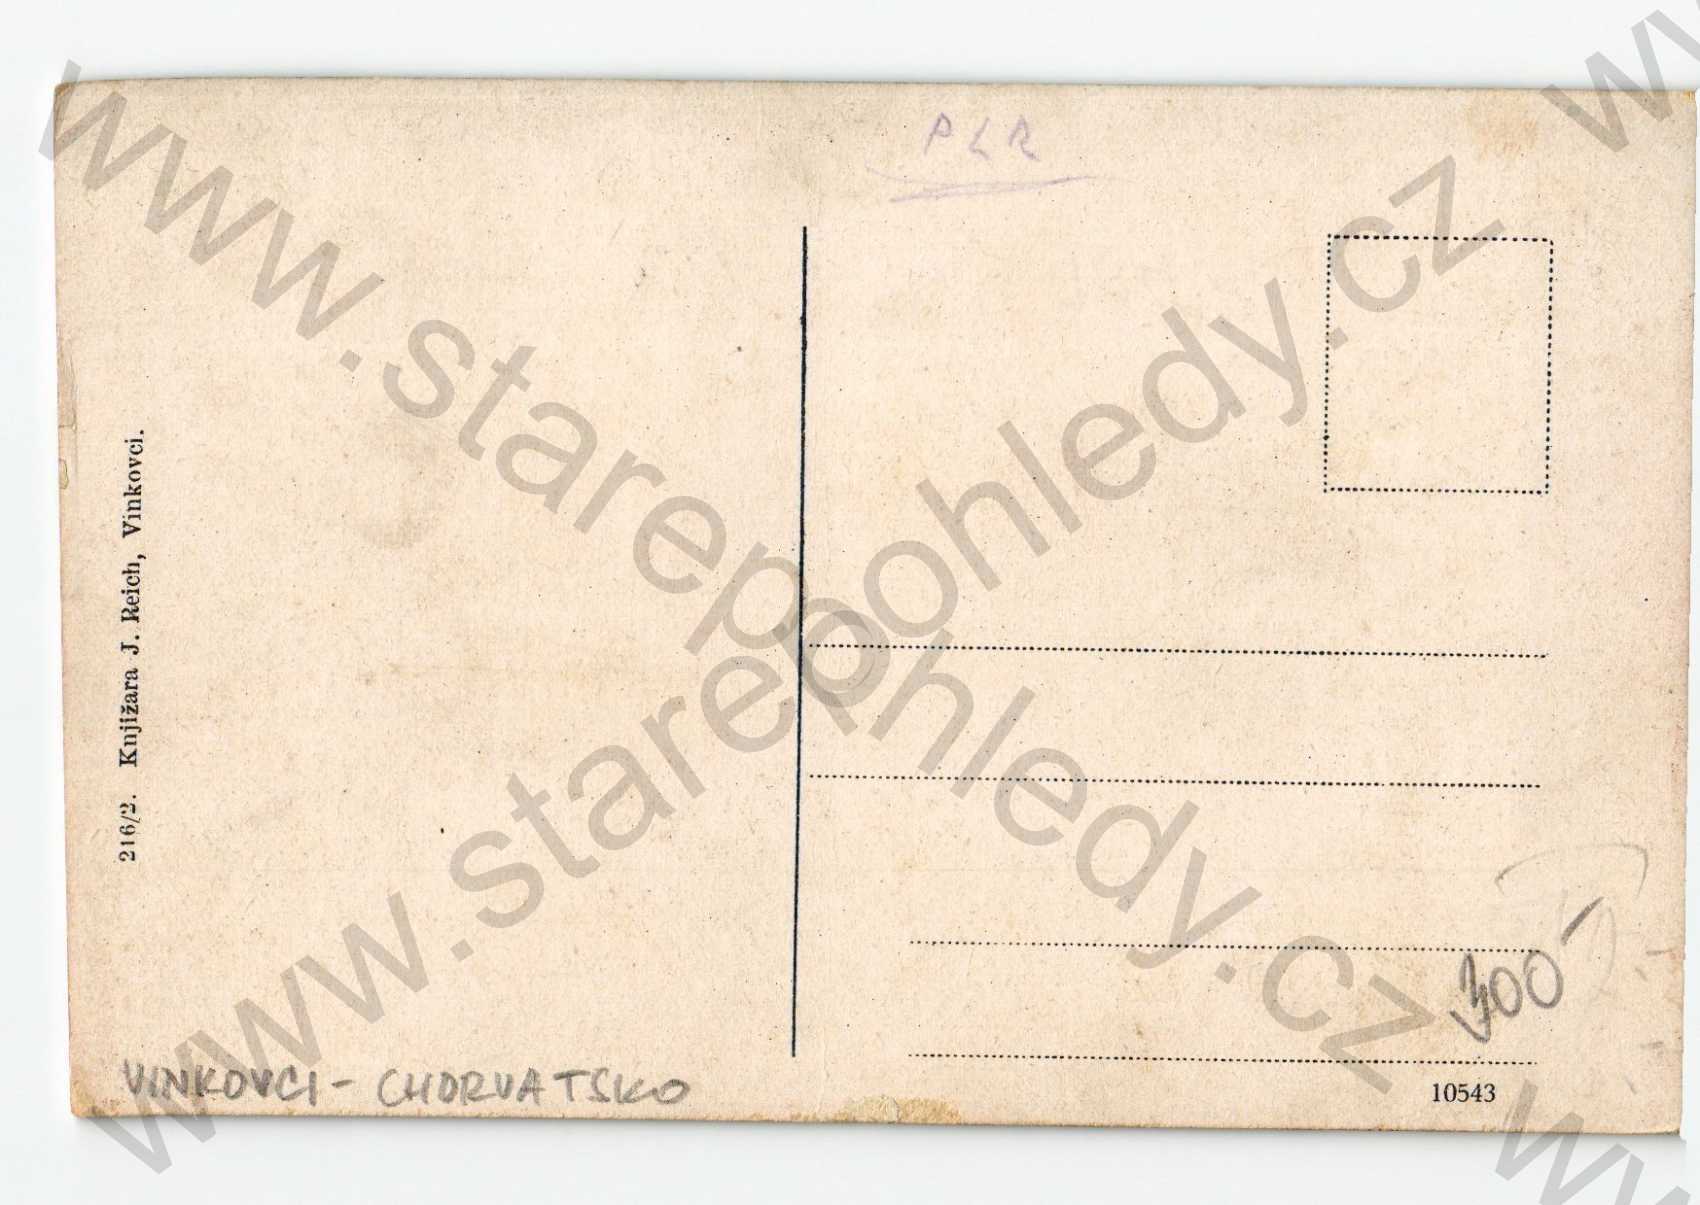 PLR
216/2. Knjižara J. Reich, Vinkovci.
300-
VINKOVCI - CHORVATSKO
10543
www.starepohledy.cz
www.starepohledy.cz